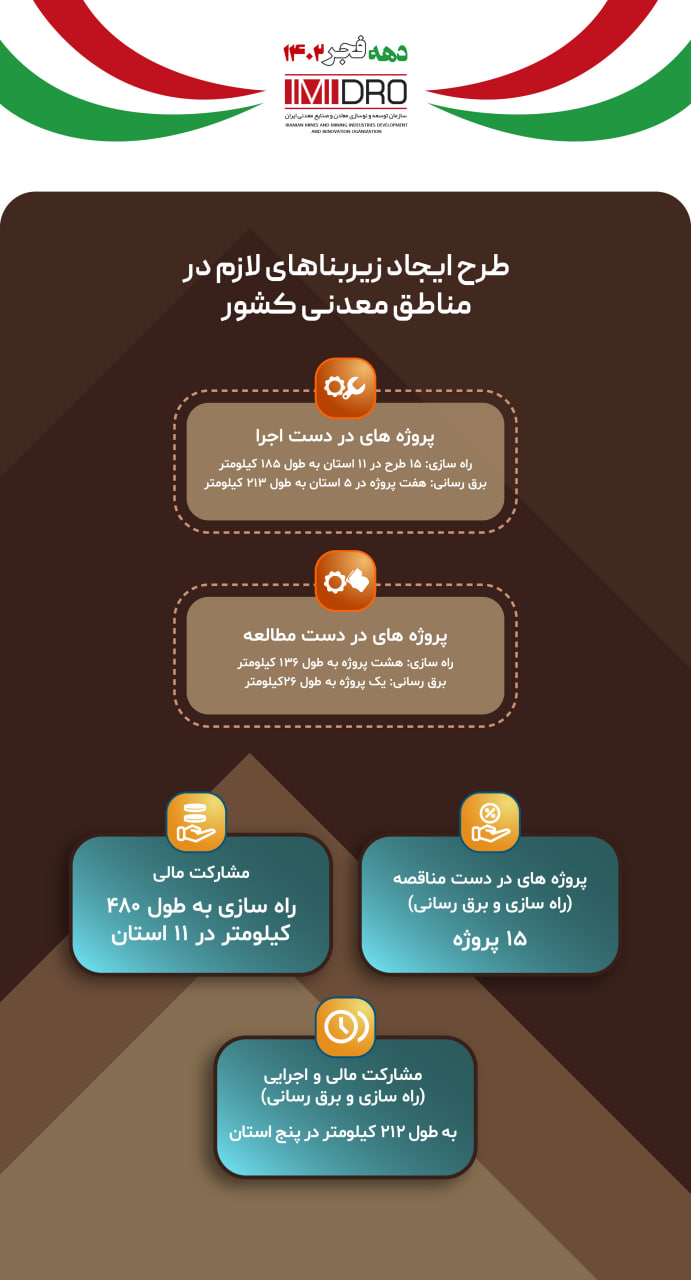 دهه فجر ۱۴۰۲
IMIDRO
سازمان توسعه و نوسازی معادن و صنایع معدنی ایران
IRANIAN MINES AND MINING INDUSTRIES DEVELOPMENT
AND RENOVATION UGANIZATION
طرح ایجاد زیربناهای لازم در
مناطق معدنی کشور
پروژه های در دست اجرا
راه سازی: ۱۵ طرح در ۱۱ استان به طول ۱۸۵ کیلومتر
برق رسانی: هفت پروژه در ۵ استان به طول ۲۱۳ کیلومتر
پروژه های در دست مطالعه
راه سازی: هشت پروژه به طول ۱۳۶ کیلومتر
برق رسانی: یک پروژه به طول ۲۶کیلومتر
پروژه های در دست مناقصه
(راه سازی و برق رسانی)
۱۵ پروژه
مشارکت مالی
راه سازی به طول ۴۸۰
کیلومتر در ۱۱ استان
مشارکت مالی و اجرایی
(راه سازی و برق رسانی)
به طول ۲۱۲ کیلومتر در پنج استان